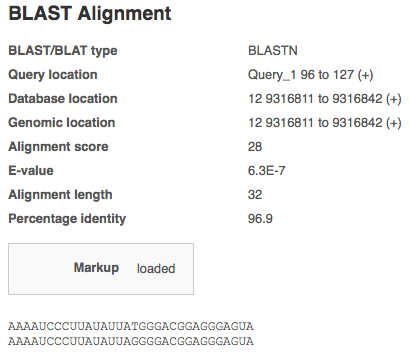 BLAST Alignment
BLAST/BLAT type BLASTN
Query location Query_1 96 to 127 (+)
Database location 12 9316811 to 9316842 (+)
Genomic location 12 9316811 to 9316842 (+)
Alignment score 28
E-value 6.3E-7
Alignment length 32
Percentage identity 96.9
Markup loaded
AAAAUCCCUUAUAUUATGGGACGGAGGGAGUA
AAAAUCCCUUAUAUUAGGGGACGGAGGGAGUA